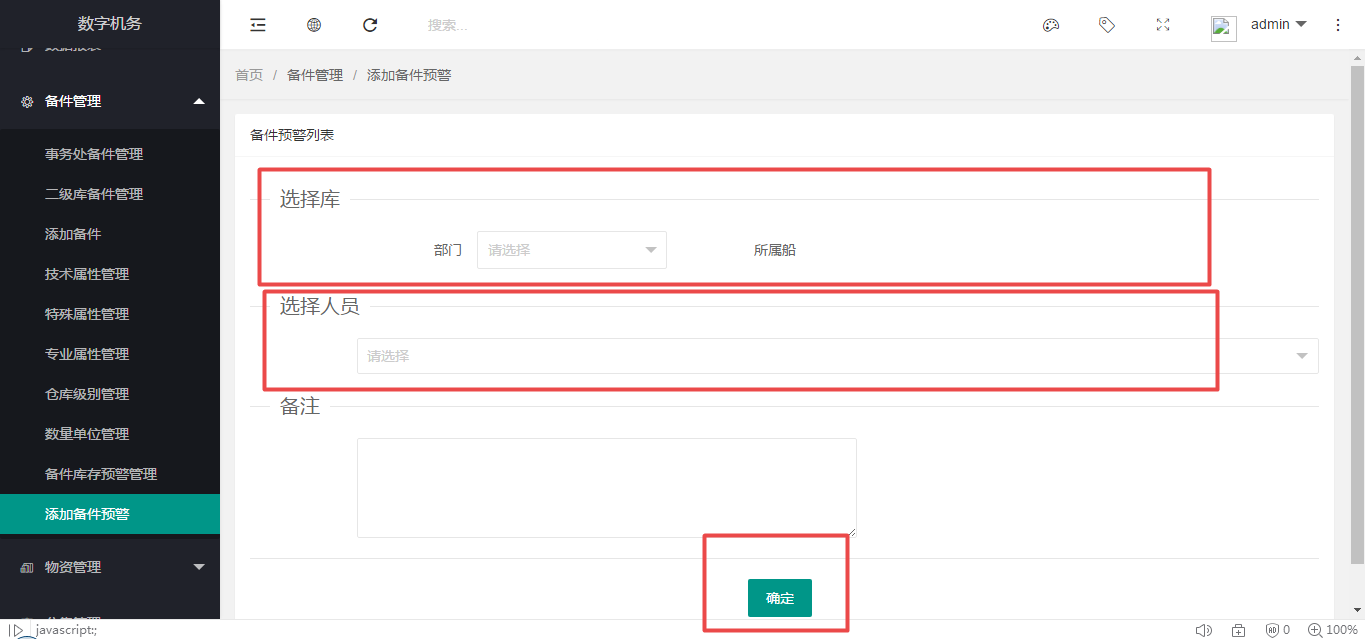 数字机务
搜索...
admin
数据报表
首页 / 备件管理 / 添加备件预警
备件管理
备件预警列表
事务处备件管理
二级库备件管理
添加备件
技术属性管理
特殊属性管理
专业属性管理
仓库级别管理
数量单位管理
备件库存预警管理
添加备件预警
物资管理
选择库
部门 请选择 所属船
选择人员
请选择
备注
确定
javascript:;
0
100%